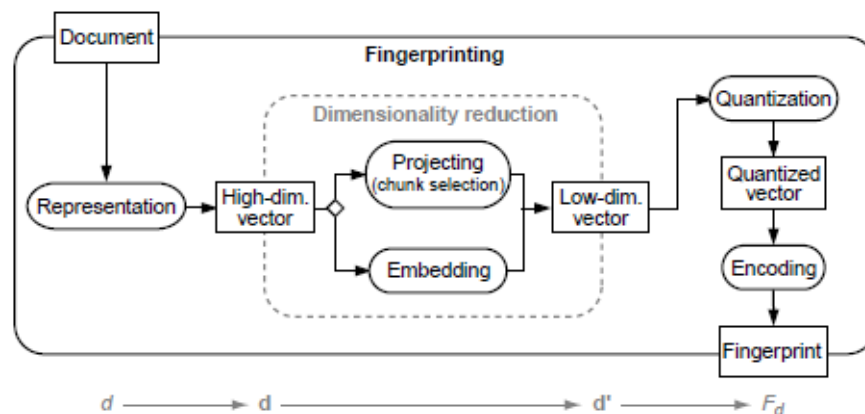 Document
Fingerprinting
Dimensionality reduction
Quantization
Projecting
(chunk selection)
Representation
High-dim.
vector
Low-dim.
vector
Quantized
vector
Embedding
Encoding
Fingerprint
d d d' F_d